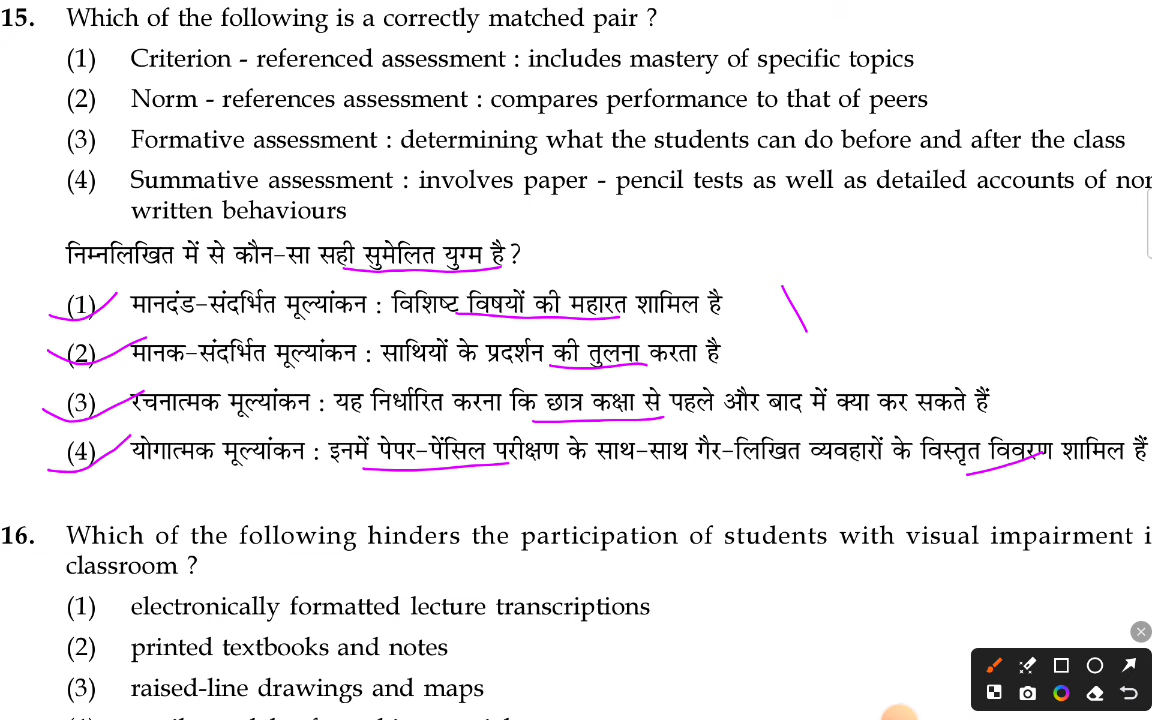 15. Which of the following is a correctly matched pair ?
(1) Criterion - referenced assessment : includes mastery of specific topics
(2) Norm - references assessment : compares performance to that of peers
(3) Formative assessment : determining what the students can do before and after the class
(4) Summative assessment : involves paper - pencil tests as well as detailed accounts of
written behaviours
निम्नलिखित में से कौन-सा सही सुमेलित युग्म है ?
(1) मानदंड-संदर्भित मूल्यांकन : विशिष्ट विषयों की महारत शामिल है
(2) मानक-संदर्भित मूल्यांकन : साथियों के प्रदर्शन की तुलना करता है
(3) रचनात्मक मूल्यांकन : यह निर्धारित करना कि छात्र कक्षा से पहले और बाद में क्या कर सकते हैं
(4) योगात्मक मूल्यांकन : इनमें पेपर-पेंसिल परीक्षण के साथ-साथ गैर-लिखित व्यवहारों के विस्तृत विवरण शामिल हैं
16. Which of the following hinders the participation of students with visual impairment
classroom ?
(1) electronically formatted lecture transcriptions
(2) printed textbooks and notes
(3) raised-line drawings and maps